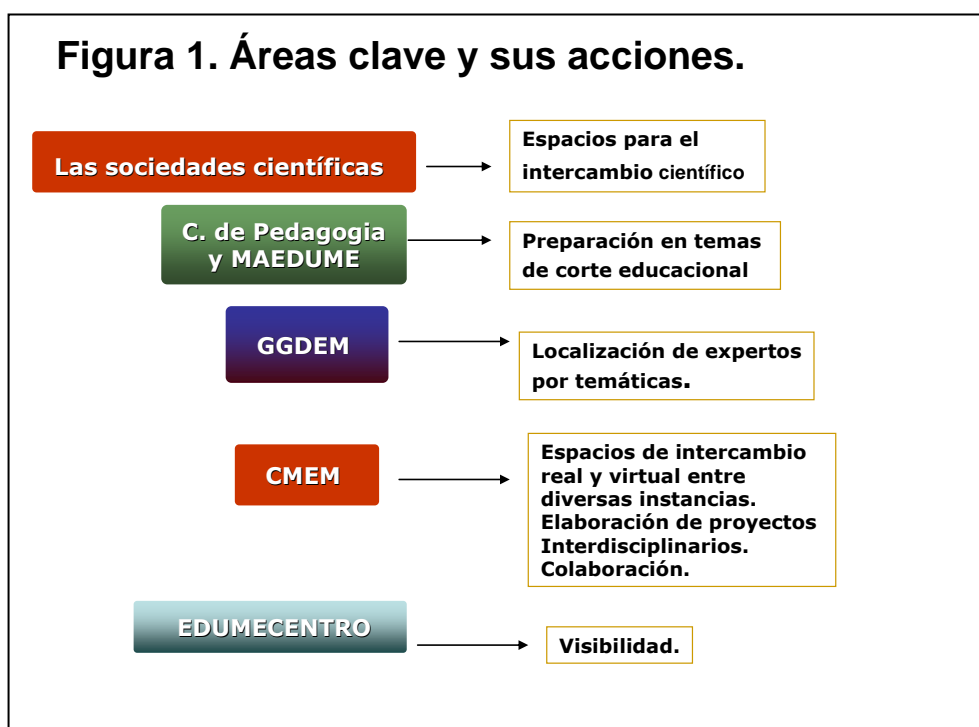 Figura 1. Áreas clave y sus acciones.
Las sociedades científicas
Espacios para el
intercambio científico
C. de Pedagogia
y MAEDUME
Preparación en temas
de corte educacional
GGDEM
Localización de expertos
por temáticas.
CMEM
Espacios de intercambio
real y virtual entre
diversas instancias.
Elaboración de proyectos
Interdisciplinarios.
Colaboración.
EDUMECENTRO
Visibilidad.